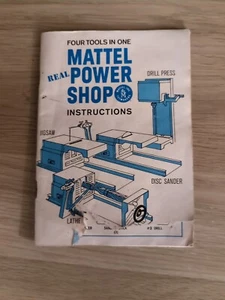 FOUR TOOLS IN ONE
MATTEL
REAL POWER
SHOP
INSTRUCTIONS
DRILL PRESS
JIGSAW
DISC SANDER
LATHE